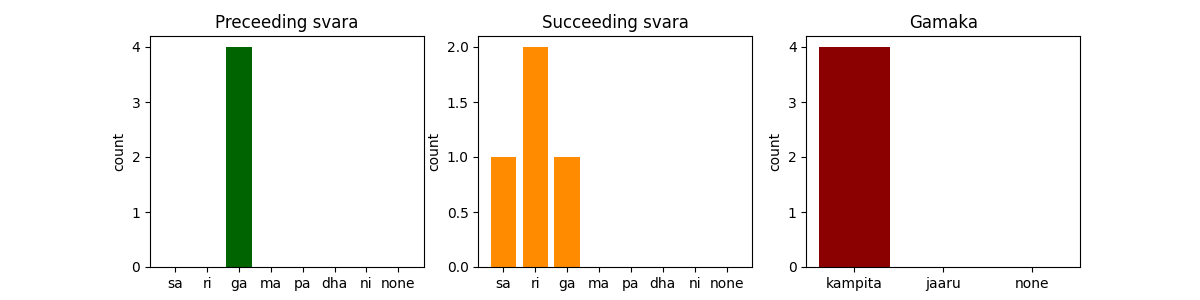 Preceeding svara
count
4
3
2
1
0
sa ri ga ma pa dha ni none
Succeeding svara
count
2.0
1.5
1.0
0.5
0.0
sa ri ga ma pa dha ni none
Gamaka
count
4
3
2
1
0
kampita jaaru none